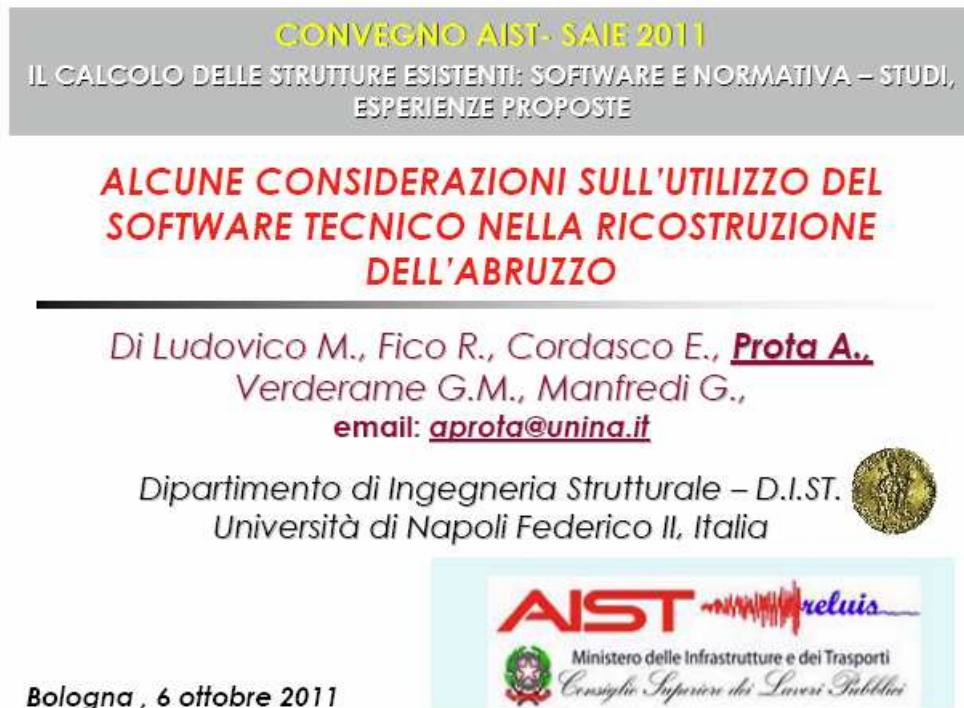 CONVEGNO AIST- SAIE 2011
IL CALCOLO DELLE STRUTTURE ESISTENTI: SOFTWARE E NORMATIVA – STUDI,
ESPERIENZE PROPOSTE
ALCUNE CONSIDERAZIONI SULL'UTILIZZO DEL
SOFTWARE TECNICO NELLA RICOSTRUZIONE
DELL'ABRUZZO
Di Ludovico M., Fico R., Cordasco E., Prota A.,
Verderame G.M., Manfredi G.,
email: aprota@unina.it
Dipartimento di Ingegneria Strutturale – D.I.ST.
Università di Napoli Federico II, Italia
AIST reluis
Ministero delle Infrastrutture e dei Trasporti
Consiglio Superiore dei Lavori Pubblici
Bologna , 6 ottobre 2011